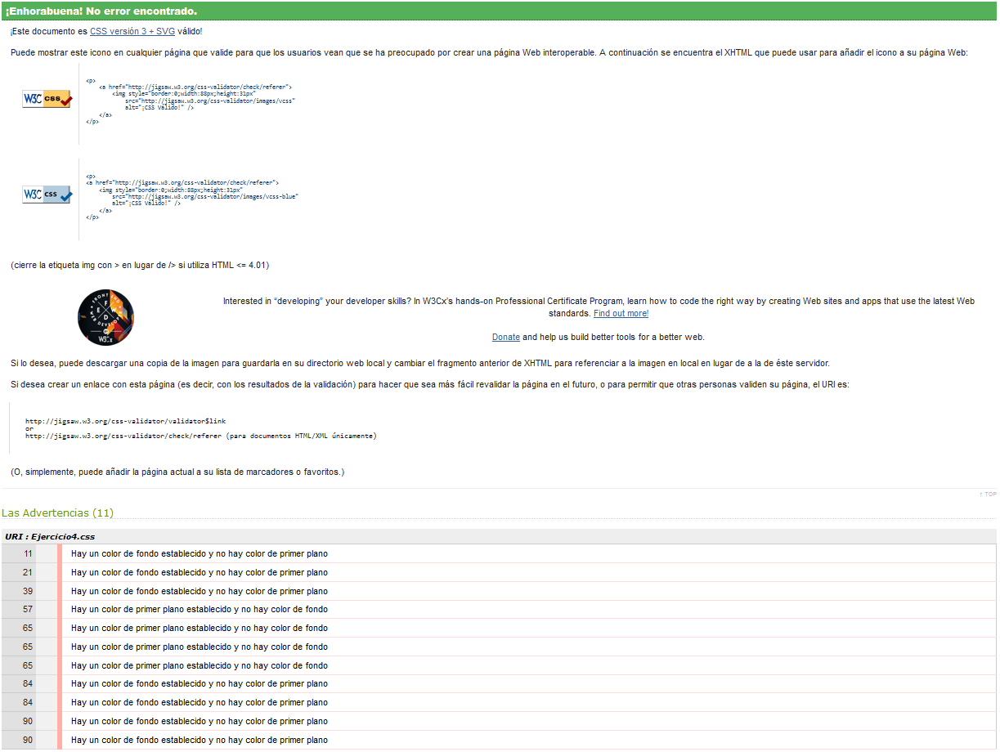 ¡Enhorabuena! No error encontrado.
¡Este documento es CSS versión 3 + SVG válido!
Puede mostrar este icono en cualquier página que valide para que los usuarios vean que se ha preocupado por crear una página Web interoperable. A continuación se encuentra el XHTML que puede usar para añadir el icono a su página Web:
W3C css
<p>
<a href="http://jigsaw.w3.org/css-validator/check/referer">
<img style="border:0;width:88px;height:31px"
src="http://jigsaw.w3.org/css-validator/images/vcss"
alt="¡CSS Válido!" />
</a>
</p>
W3C css
<p>
<a href="http://jigsaw.w3.org/css-validator/check/referer">
<img style="border:0;width:88px;height:31px"
src="http://jigsaw.w3.org/css-validator/images/vcss-blue"
alt="¡CSS Válido!" />
</a>
</p>
(cierre la etiqueta img con > en lugar de /> si utiliza HTML <= 4.01)
FRONT END
F E W D
WEB DEVELOPER
W3Cx
Interested in “developing” your developer skills? In W3Cx's hands-on Professional Certificate Program, learn how to code the right way by creating Web sites and apps that use the latest Web
standards. Find out more!
Donate and help us build better tools for a better web.
Si lo desea, puede descargar una copia de la imagen para guardarla en su directorio web local y cambiar el fragmento anterior de XHTML para referenciar a la imagen en local en lugar de a la de éste servidor.
Si desea crear un enlace con esta página (es decir, con los resultados de la validación) para hacer que sea más fácil revalidar la página en el futuro, o para permitir que otras personas validen su página, el URI es:
http://jigsaw.w3.org/css-validator/validator$link
or
http://jigsaw.w3.org/css-validator/check/referer (para documentos HTML/XML únicamente)
(O, simplemente, puede añadir la página actual a su lista de marcadores o favoritos.)
↑ TOP
Las Advertencias (11)
URI : Ejercicio4.css
11 Hay un color de fondo establecido y no hay color de primer plano
21 Hay un color de fondo establecido y no hay color de primer plano
39 Hay un color de fondo establecido y no hay color de primer plano
57 Hay un color de primer plano establecido y no hay color de fondo
65 Hay un color de primer plano establecido y no hay color de fondo
65 Hay un color de primer plano establecido y no hay color de fondo
65 Hay un color de primer plano establecido y no hay color de fondo
84 Hay un color de fondo establecido y no hay color de primer plano
84 Hay un color de fondo establecido y no hay color de primer plano
90 Hay un color de fondo establecido y no hay color de primer plano
90 Hay un color de fondo establecido y no hay color de primer plano